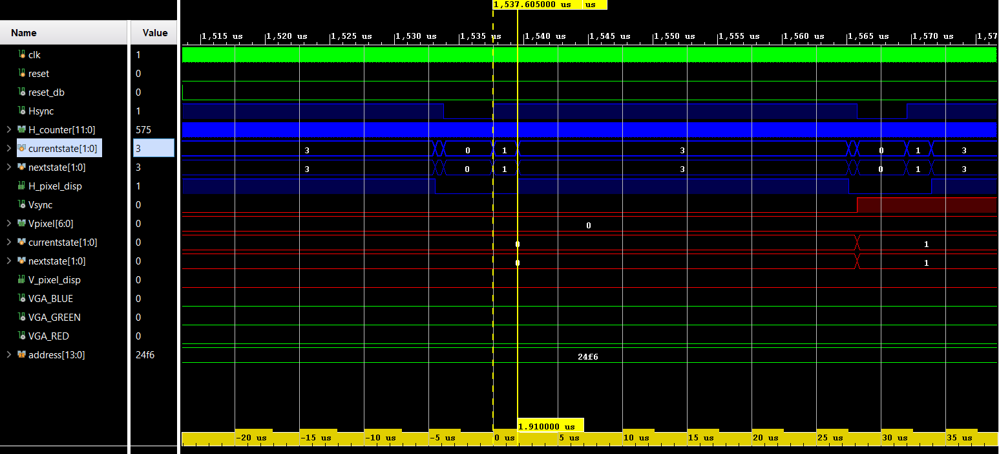 1,537.605000 us us
Name Value
1,515 us 1,520 us 1,525 us 1,530 us 1,535 us 1,540 us 1,545 us 1,550 us 1,555 us 1,560 us 1,565 us 1,570 us 1,57
clk 1
reset 0
reset_db 0
Hsync 1
H_counter[11:0] 575
currentstate[1:0] 3 3 0 1 3 0 1 3
nextstate[1:0] 3 3 0 1 3 0 1 3
H_pixel_disp 1
Vsync 0
Vpixel[6:0] 0 0
currentstate[1:0] 0 0 1
nextstate[1:0] 0 0 1
V_pixel_disp 0
VGA_BLUE 0
VGA_GREEN 0
VGA_RED 0
address[13:0] 24f6 24f6
1.910000 us
-20 us -15 us -10 us -5 us 0 us 5 us 10 us 15 us 20 us 25 us 30 us 35 us